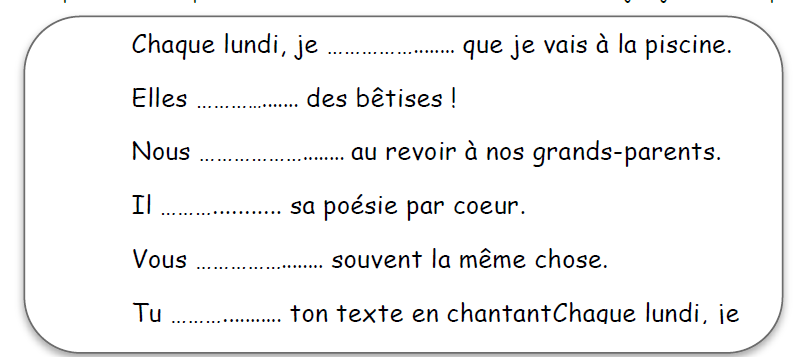 Chaque lundi, je ……………........ que je vais à la piscine.
Elles …………....... des bêtises !
Nous ………………........ au revoir à nos grands-parents.
Il ………........... sa poésie par coeur.
Vous ……………........ souvent la même chose.
Tu ………........... ton texte en chantantChaque lundi, je